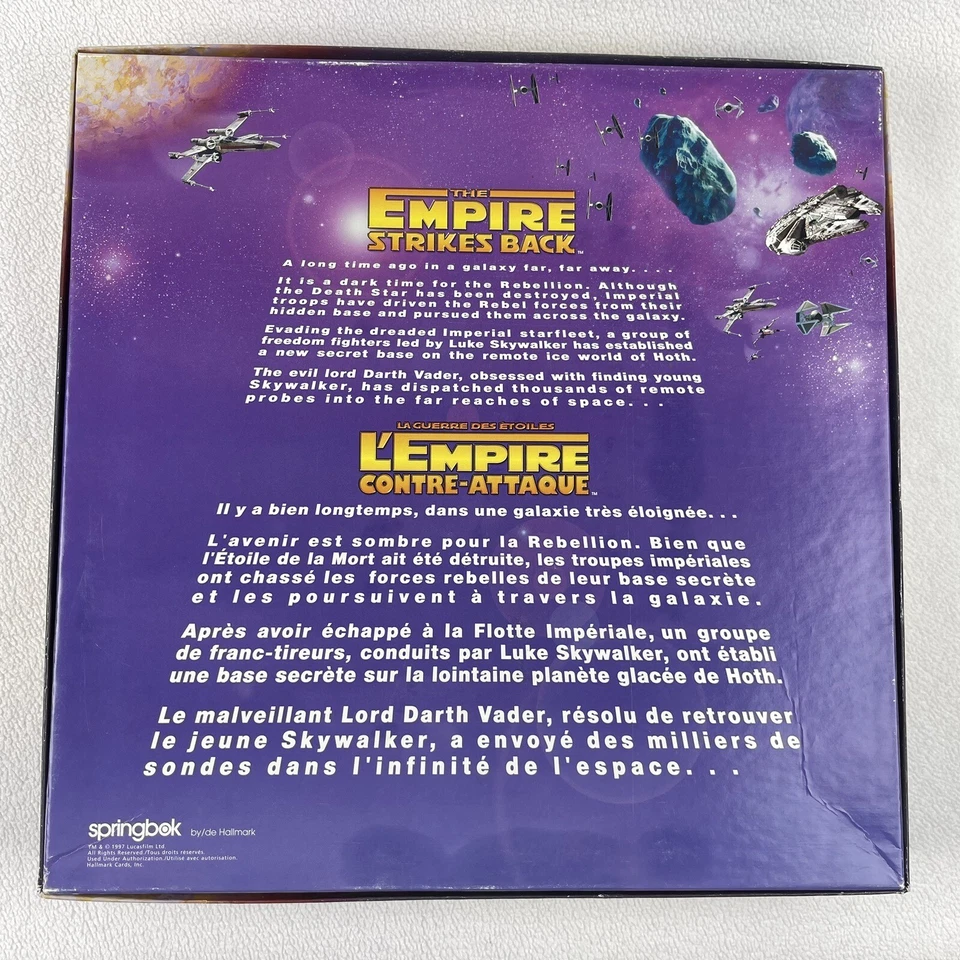 THE
EMPIRE
STRIKES BACK™
A long time ago in a galaxy far, far away. . . .
It is a dark time for the Rebellion. Although
the Death Star has been destroyed, Imperial
troops have driven the Rebel forces from their
hidden base and pursued them across the galaxy.
Evading the dreaded Imperial starfleet, a group of
freedom fighters led by Luke Skywalker has established
a new secret base on the remote ice world of Hoth.
The evil lord Darth Vader, obsessed with finding young
Skywalker, has dispatched thousands of remote
probes into the far reaches of space. . .
LA GUERRE DES ÉTOILES
L'EMPIRE
CONTRE-ATTAQUE™
Il y a bien longtemps, dans une galaxie très éloignée. . .
L'avenir est sombre pour la Rebellion. Bien que
l'Étoile de la Mort ait été détruite, les troupes impériales
ont chassé les forces rebelles de leur base secrète
et les poursuivent à travers la galaxie.
Après avoir échappé à la Flotte Impériale, un groupe
de franc-tireurs, conduits par Luke Skywalker, ont établi
une base secrète sur la lointaine planète glacée de Hoth.
Le malveillant Lord Darth Vader, résolu de retrouver
le jeune Skywalker, a envoyé des milliers de
sondes dans l'infinité de l'espace. . .
springbok by/de Hallmark
TM & © 1997 Lucasfilm Ltd.
All Rights Reserved./Tous droits réservés.
Used Under Authorization./Utilisé avec autorisation.
Hallmark Cards, Inc.